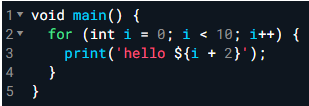 1 void main() {
2   for (int i = 0; i < 10; i++) {
3     print('hello ${i + 2}');
4   }
5 }